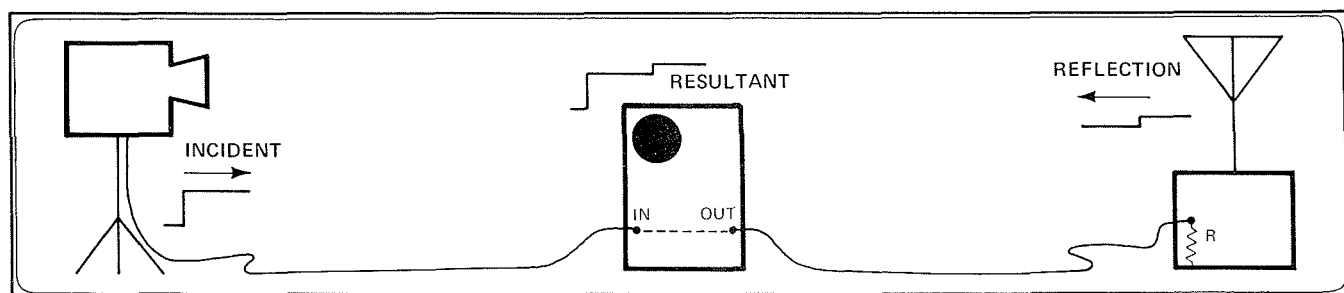 INCIDENT
RESULTANT
REFLECTION
IN OUT
R